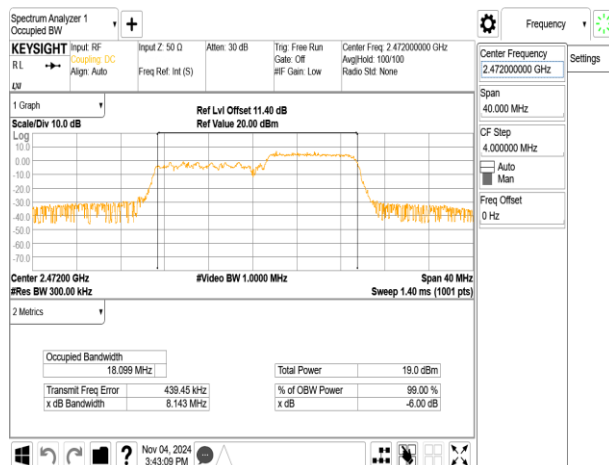 Spectrum Analyzer 1
Occupied BW
Frequency
KEYSIGHT
Input: RF
Input Z: 50 Ω
Atten: 30 dB
Trig: Free Run
Center Freq: 2.472000000 GHz
RL
Coupling: DC
Gate: Off
Avg|Hold: 100/100
Align: Auto
Freq Ref: Int (S)
#IF Gain: Low
Radio Std: None
LXI
Center Frequency
2.472000000 GHz
Settings
Span
40.000 MHz
CF Step
4.000000 MHz
Auto
Man
Freq Offset
0 Hz
1 Graph
Ref Lvl Offset 11.40 dB
Scale/Div 10.0 dB
Ref Value 20.00 dBm
Log
10.0
0.00
-10.0
-20.0
-30.0
-40.0
-50.0
-60.0
-70.0
Center 2.47200 GHz
#Video BW 1.0000 MHz
Span 40 MHz
#Res BW 300.00 kHz
Sweep 1.40 ms (1001 pts)
2 Metrics
Occupied Bandwidth
18.099 MHz
Total Power
19.0 dBm
Transmit Freq Error
439.45 kHz
% of OBW Power
99.00 %
x dB Bandwidth
8.143 MHz
x dB
-6.00 dB
?
Nov 04, 2024
3:43:09 PM